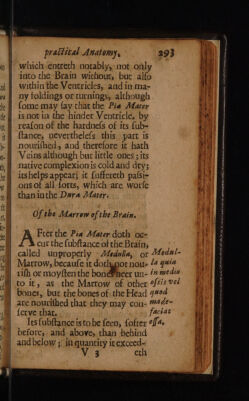 practical Anatomy. 293
which entreth notably, not only
into the Brain without, but also
within the Ventricles, and in ma-
ny foldings or turnings, although
some may say that the Pia Mater
is not in the hinder Ventricle, by
reason of the hardness of its sub-
stance, nevertheless this part is
nourished, and therefore it hath
Veins although but little ones; its
native complexion is cold and dry;
its helps appear; it suffereth passi-
ons of all sorts, which are worse
than in the Dura Mater.
Of the Marrow of the Brain.
AFter the Pia Mater doth oc-
cur the substance of the Brain,
called unproperly Medulla, or
Marrow, because it doth not nou-
rish or moysten the bones neer un-
to it, as the Marrow of other
bones, but the bones of the Head
are nourished that they may con-
serve that.
Its substance is to be seen, softer
before, and above, than behind
and below; in quantity it exceed-
V 3 eth
Medul-
la quia
in medio
ossis vel
quod
made-
faciat
ossa.